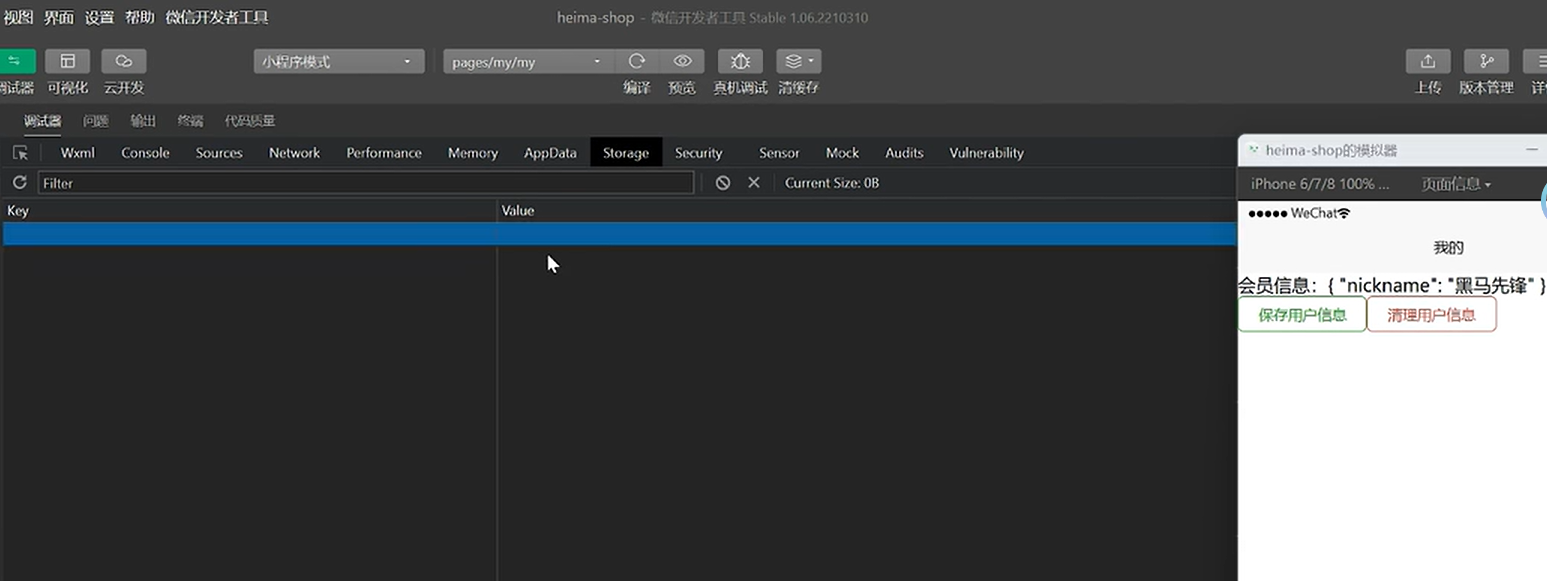 视图 界面 设置 帮助 微信开发者工具 heima-shop - 微信开发者工具 Stable 1.06.2210310
小程序模式 pages/my/my
可视化 云开发 编译 预览 真机调试 清缓存 上传 版本管理
调试器 问题 输出 终端 代码质量
Wxml Console Sources Network Performance Memory AppData Storage Security Sensor Mock Audits Vulnerability
heima-shop的模拟器
Filter Current Size: 0B
iPhone 6/7/8 100% ... 页面信息
Key Value
WeChat
我的
会员信息：{ "nickname": "黑马先锋" }
保存用户信息 清理用户信息